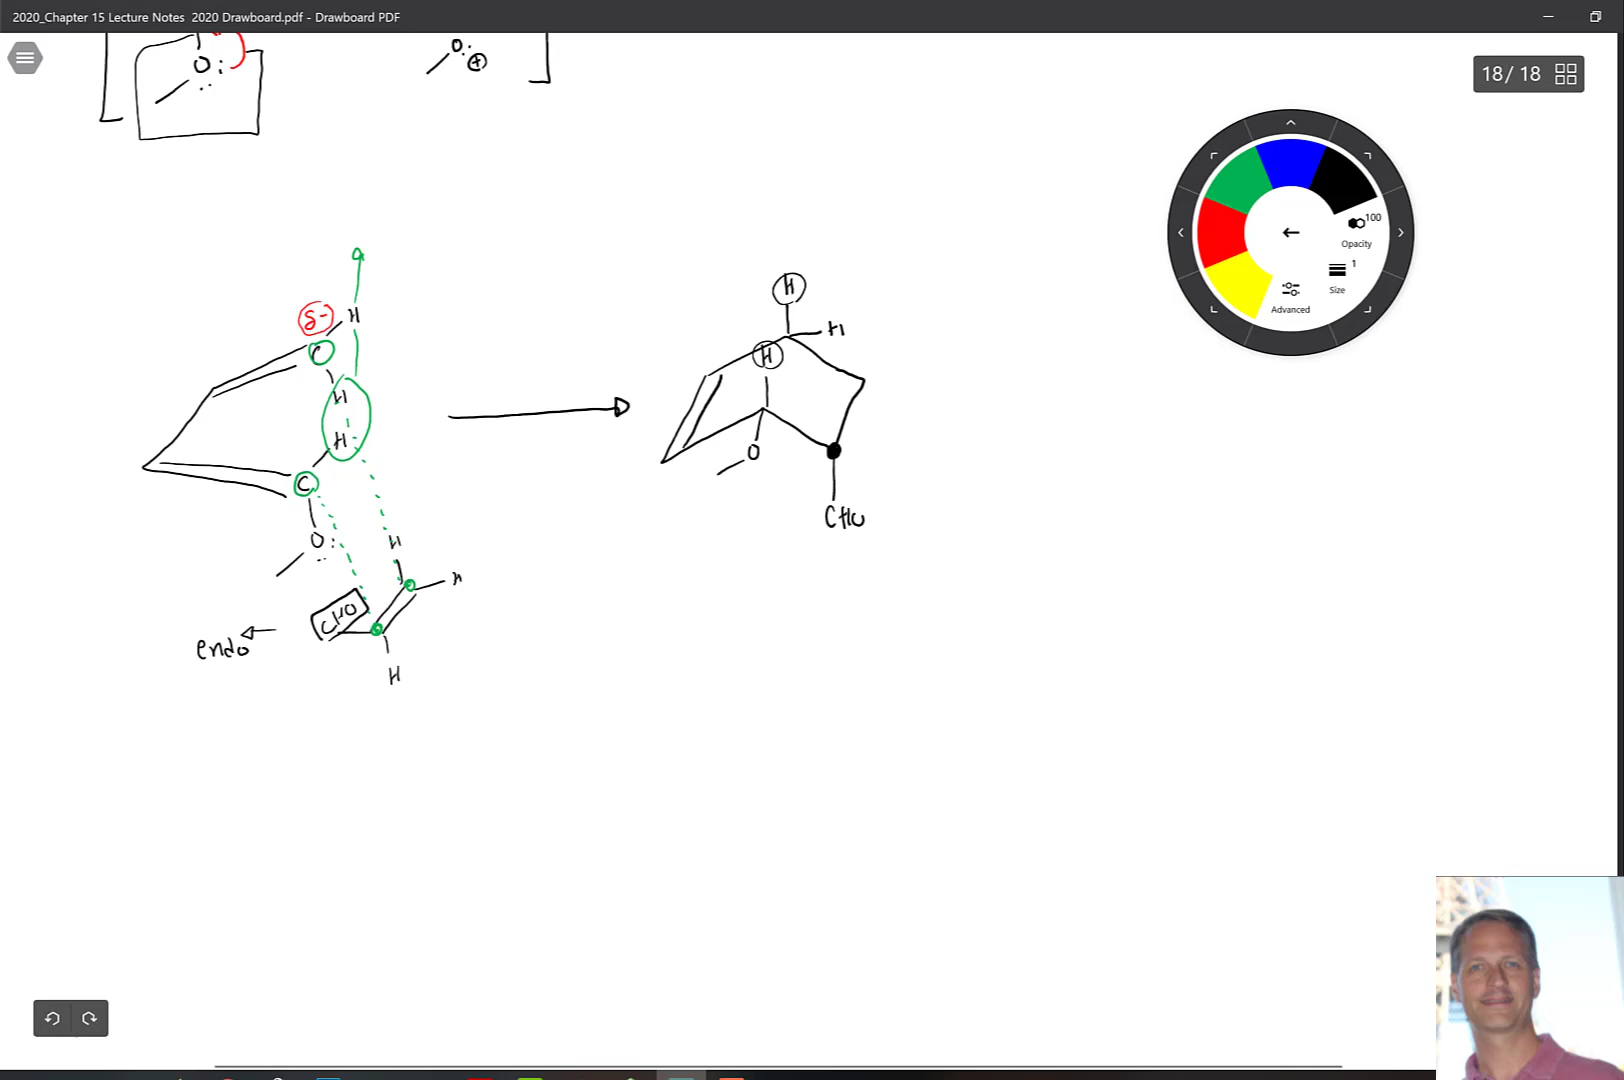 2020_Chapter 15 Lecture Notes 2020 Drawboard.pdf - Drawboard PDF
O:
O: +
18 / 18
100
Opacity
1
Size
Advanced
δ-
H
C
H
H
C
O:
H
H
CHO
endo
H
H
H
H
O
CHO